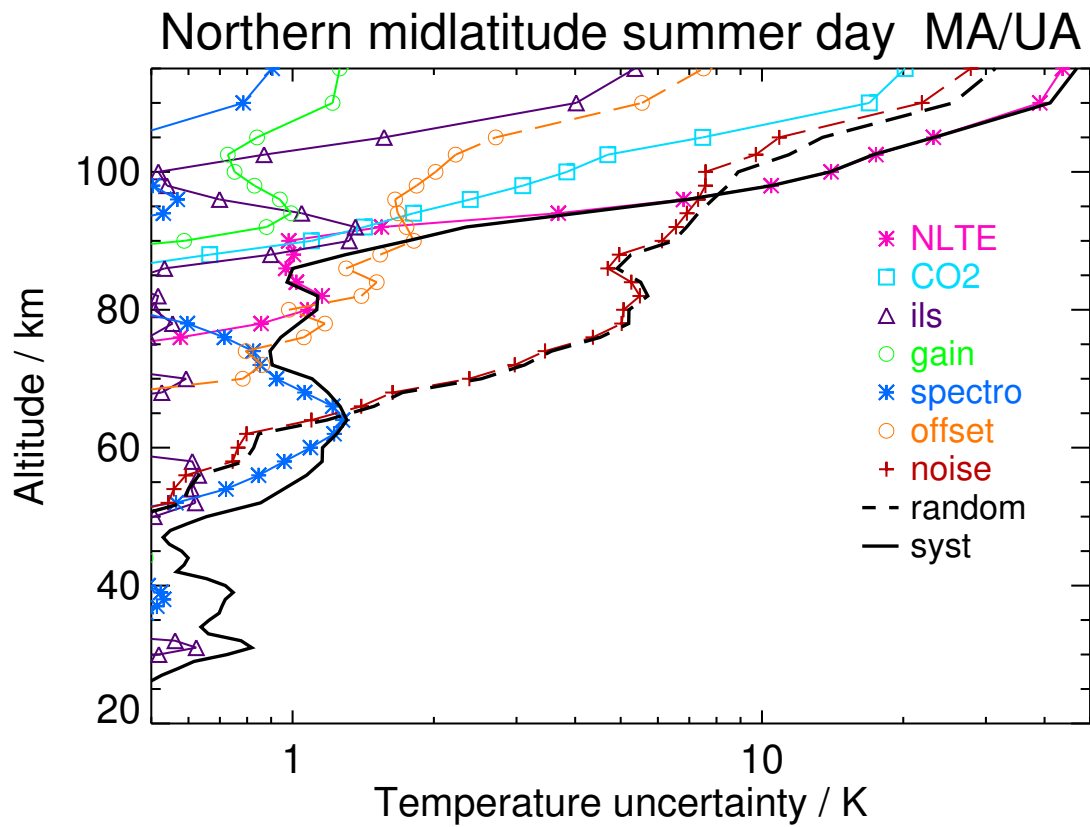 Northern midlatitude summer day MA/UA
Altitude / km
100
80
60
40
20
NLTE
CO2
ils
gain
spectro
offset
noise
random
syst
1
10
Temperature uncertainty / K